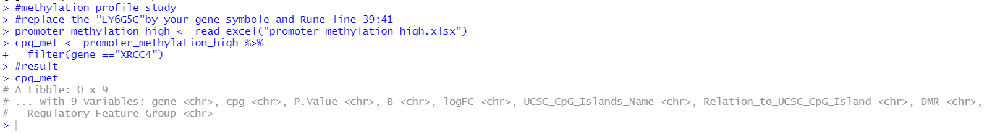 > #methylation profile study
> #replace the "LY6G5C"by your gene symbole and Rune line 39:41
> promoter_methylation_high <- read_excel("promoter_methylation_high.xlsx")
> cpg_met <- promoter_methylation_high %>%
+   filter(gene =="XRCC4")
> #result
> cpg_met
# A tibble: 0 x 9
# ... with 9 variables: gene <chr>, cpg <chr>, P.Value <chr>, B <chr>, logFC <chr>, UCSC_CpG_Islands_Name <chr>, Relation_to_UCSC_CpG_Island <chr>, DMR <chr>,
#   Regulatory_Feature_Group <chr>
>